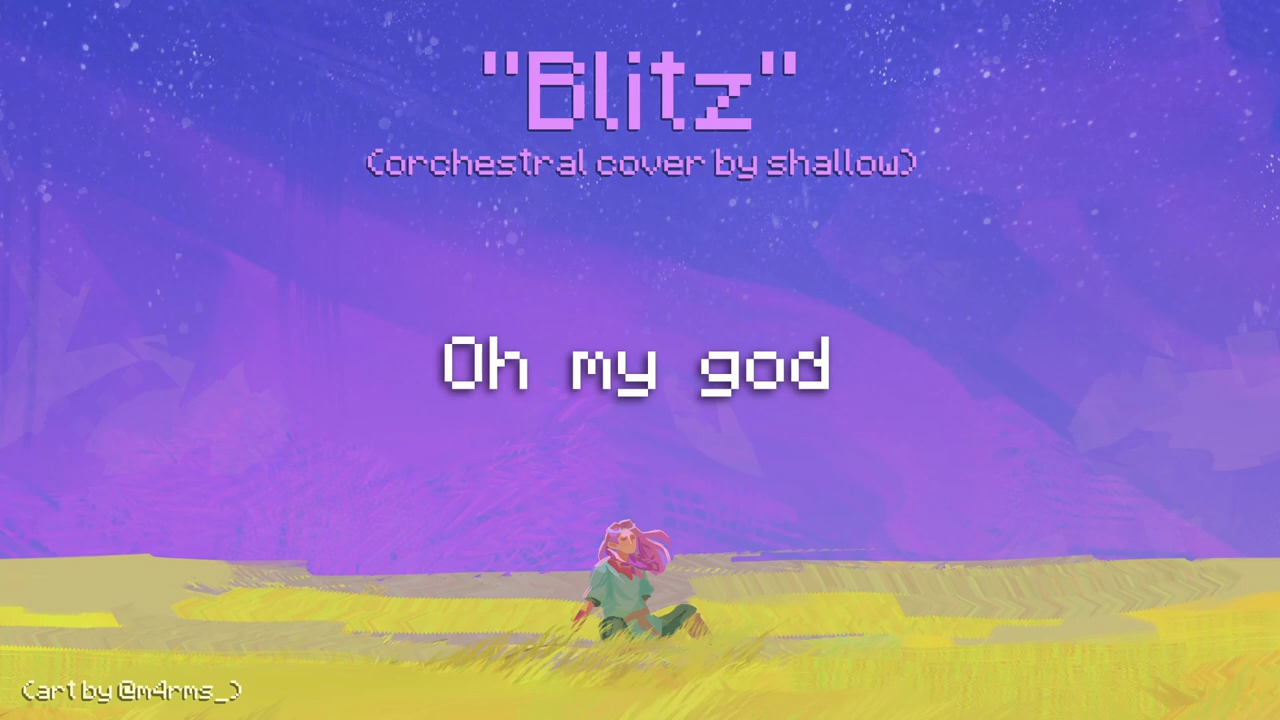 "Blitz"
(orchestral cover by shallow)
Oh my god
(art by @m4rms_)